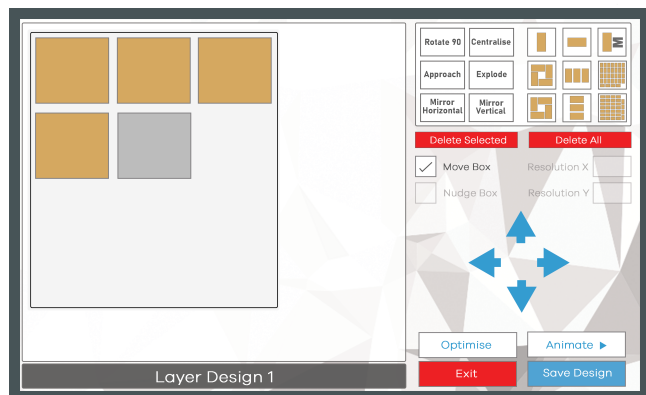 Rotate 90
Centralise
M
Approach
Explode
Mirror
Horizontal
Mirror
Vertical
Delete Selected
Delete All
Move Box
Resolution X
Nudge Box
Resolution Y
Optimise
Animate
Layer Design 1
Exit
Save Design